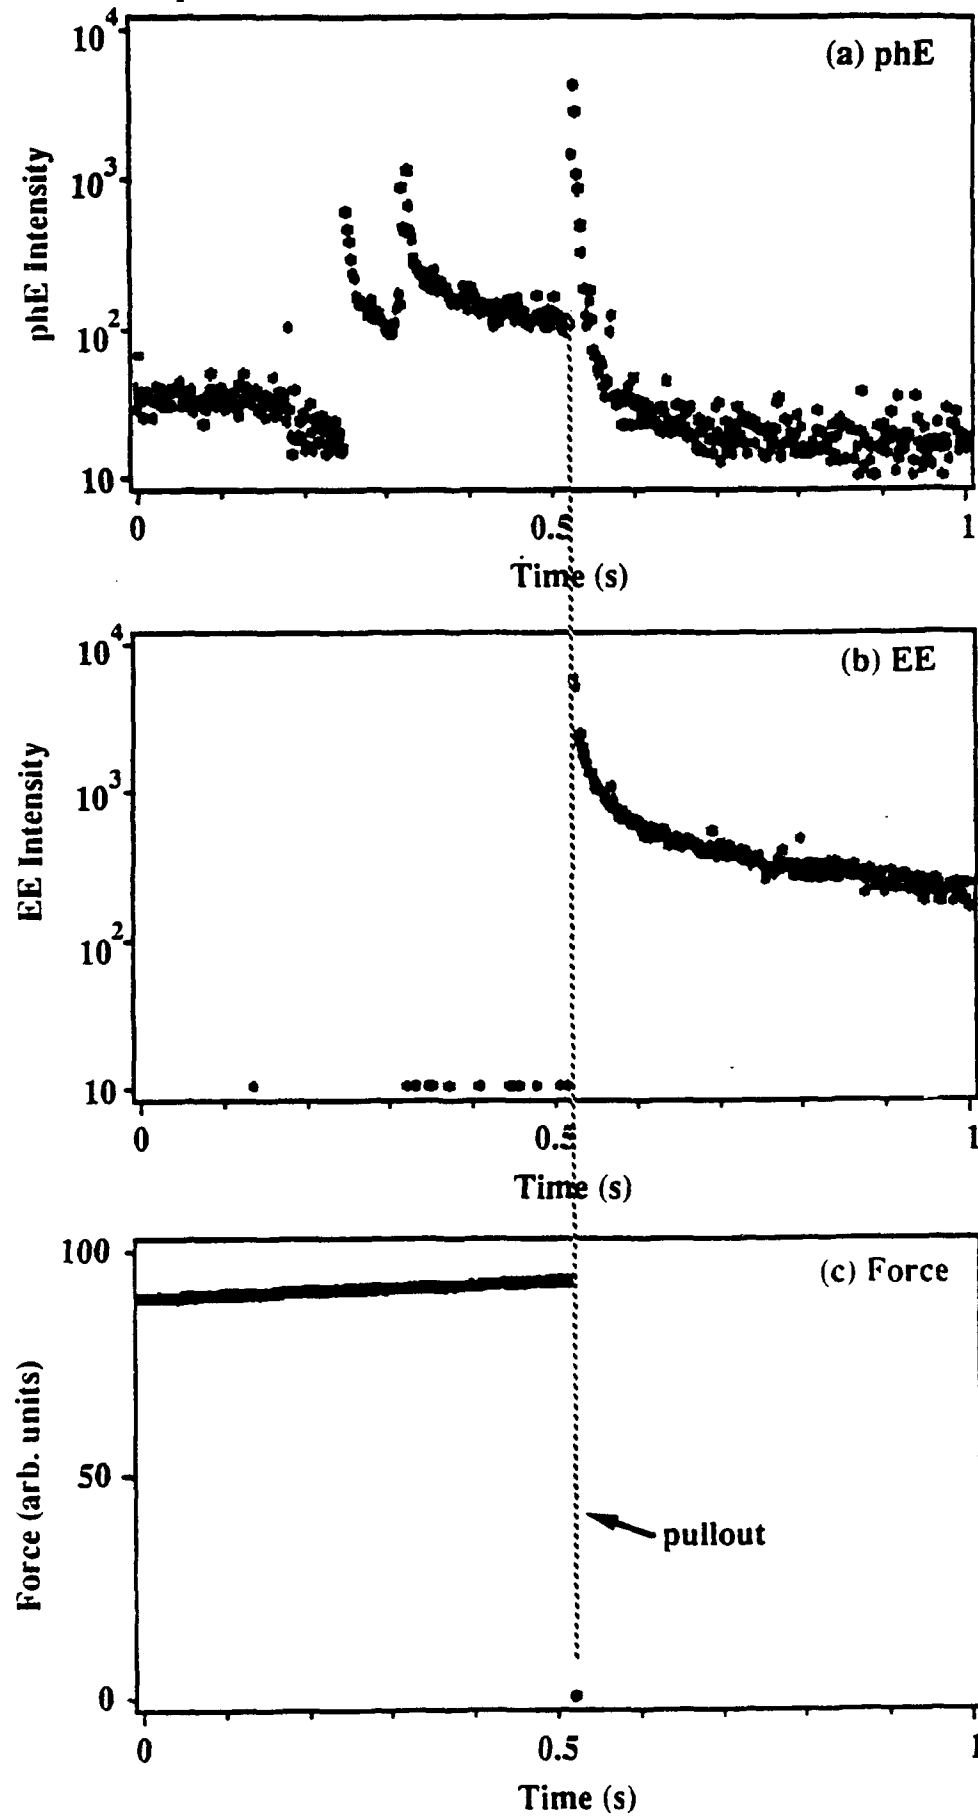 10^4
(a) phE
10^3
10^2
10
phE Intensity
0
0.5
1
Time (s)
10^4
(b) EE
10^3
10^2
10
EE Intensity
0
0.5
1
Time (s)
100
(c) Force
50
0
Force (arb. units)
pullout
0
0.5
1
Time (s)